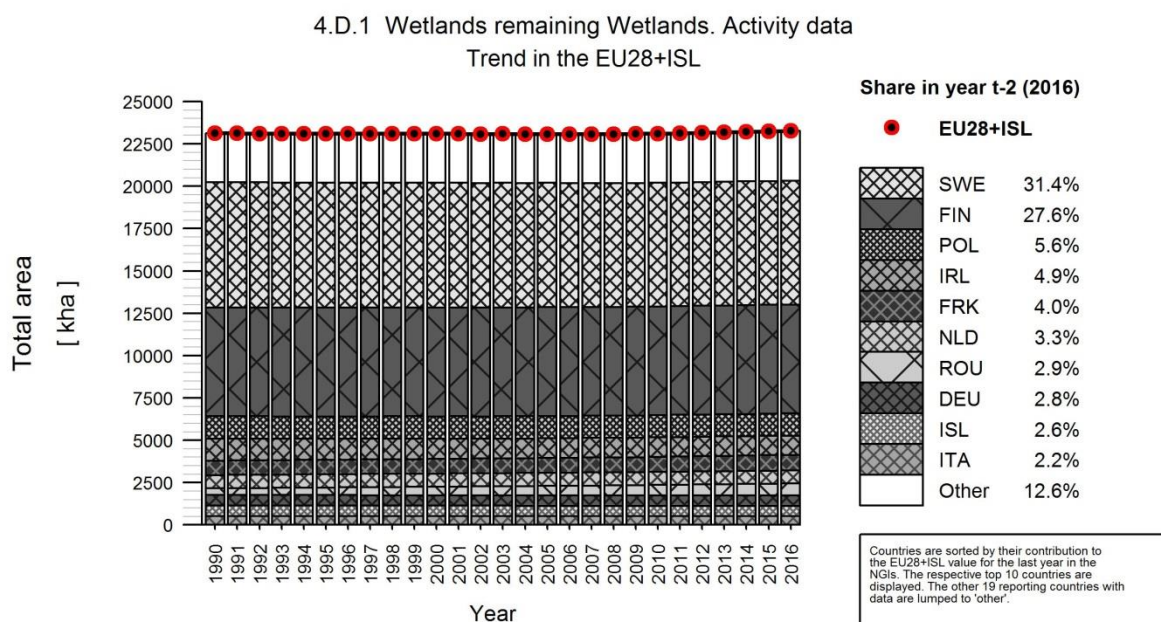 4.D.1 Wetlands remaining Wetlands. Activity data
Trend in the EU28+ISL
Total area
[ kha ]
25000
22500
20000
17500
15000
12500
10000
7500
5000
2500
0
1990
1991
1992
1993
1994
1995
1996
1997
1998
1999
2000
2001
2002
2003
2004
2005
2006
2007
2008
2009
2010
2011
2012
2013
2014
2015
2016
Year
Share in year t-2 (2016)
EU28+ISL
SWE 31.4%
FIN 27.6%
POL 5.6%
IRL 4.9%
FRK 4.0%
NLD 3.3%
ROU 2.9%
DEU 2.8%
ISL 2.6%
ITA 2.2%
Other 12.6%
Countries are sorted by their contribution to
the EU28+ISL value for the last year in the
NGIs. The respective top 10 countries are
displayed. The other 19 reporting countries with
data are lumped to 'other'.